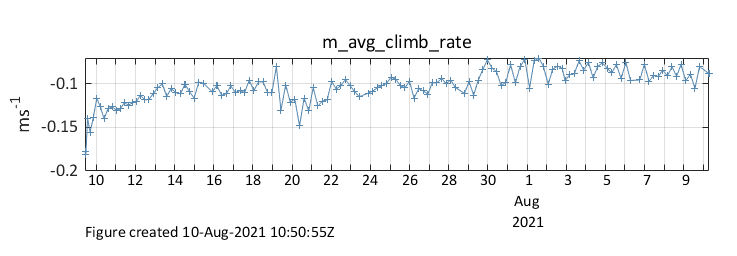 m_avg_climb_rate
ms⁻¹
-0.1
-0.15
-0.2
10 12 14 16 18 20 22 24 26 28 30 1 3 5 7 9
Aug
2021
Figure created 10-Aug-2021 10:50:55Z